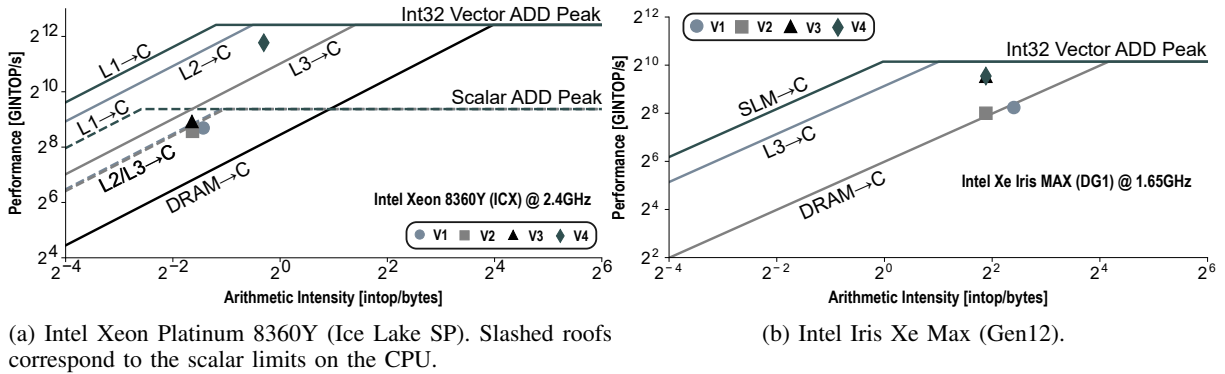 2^12
2^10
2^8
2^6
2^4
Performance [GINTOP/s]
L1→C
L2→C
L3→C
L1→C
L2/L3→C
DRAM→C
Int32 Vector ADD Peak
Scalar ADD Peak
Intel Xeon 8360Y (ICX) @ 2.4GHz
V1 V2 V3 V4
2^-4 2^-2 2^0 2^2 2^4 2^6
Arithmetic Intensity [intop/bytes]
(a) Intel Xeon Platinum 8360Y (Ice Lake SP). Slashed roofs
correspond to the scalar limits on the CPU.
2^12
2^10
2^8
2^6
2^4
2^2
Performance [GINTOP/s]
V1 V2 V3 V4
Int32 Vector ADD Peak
SLM→C
L3→C
DRAM→C
Intel Xe Iris MAX (DG1) @ 1.65GHz
2^-4 2^-2 2^0 2^2 2^4 2^6
Arithmetic Intensity [intop/bytes]
(b) Intel Iris Xe Max (Gen12).